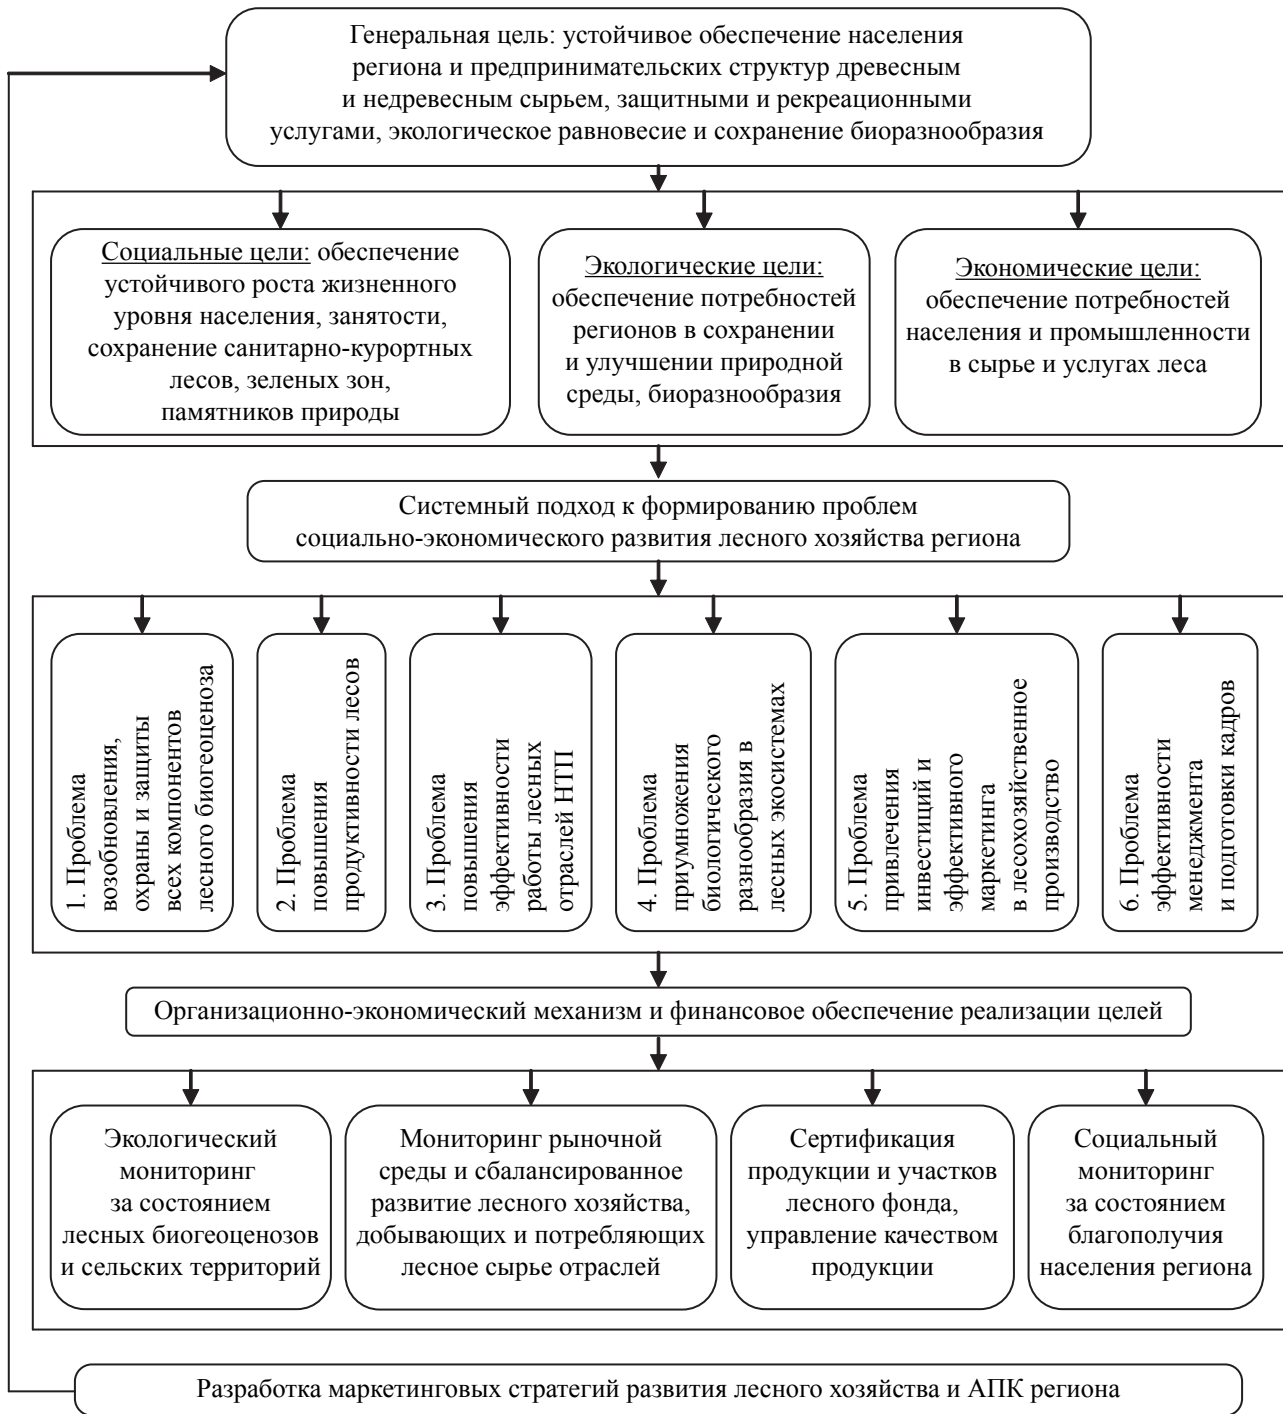 Генеральная цель: устойчивое обеспечение населения
региона и предпринимательских структур древесным
и недревесным сырьем, защитными и рекреационными
услугами, экологическое равновесие и сохранение биоразнообразия
Социальные цели: обеспечение
устойчивого роста жизненного
уровня населения, занятости,
сохранение санитарно-курортных
лесов, зеленых зон,
памятников природы
Экологические цели:
обеспечение потребностей
регионов в сохранении
и улучшении природной
среды, биоразнообразия
Экономические цели:
обеспечение потребностей
населения и промышленности
в сырье и услугах леса
Системный подход к формированию проблем
социально-экономического развития лесного хозяйства региона
1. Проблема
возобновления,
охраны и защиты
всех компонентов
лесного биогеоценоза
2. Проблема
повышения
продуктивности лесов
3. Проблема
повышения
эффективности
работы лесных
отраслей НТП
4. Проблема
приумножения
биологического
разнообразия в
лесных экосистемах
5. Проблема
привлечения
инвестиций и
эффективного
маркетинга
в лесохозяйственное
производство
6. Проблема
эффективности
менеджмента
и подготовки кадров
Организационно-экономический механизм и финансовое обеспечение реализации целей
Экологический
мониторинг
за состоянием
лесных биогеоценозов
и сельских территорий
Мониторинг рыночной
среды и сбалансированное
развитие лесного хозяйства,
добывающих и потребляющих
лесное сырье отраслей
Сертификация
продукции и участков
лесного фонда,
управление качеством
продукции
Социальный
мониторинг
за состоянием
благополучия
населения региона
Разработка маркетинговых стратегий развития лесного хозяйства и АПК региона